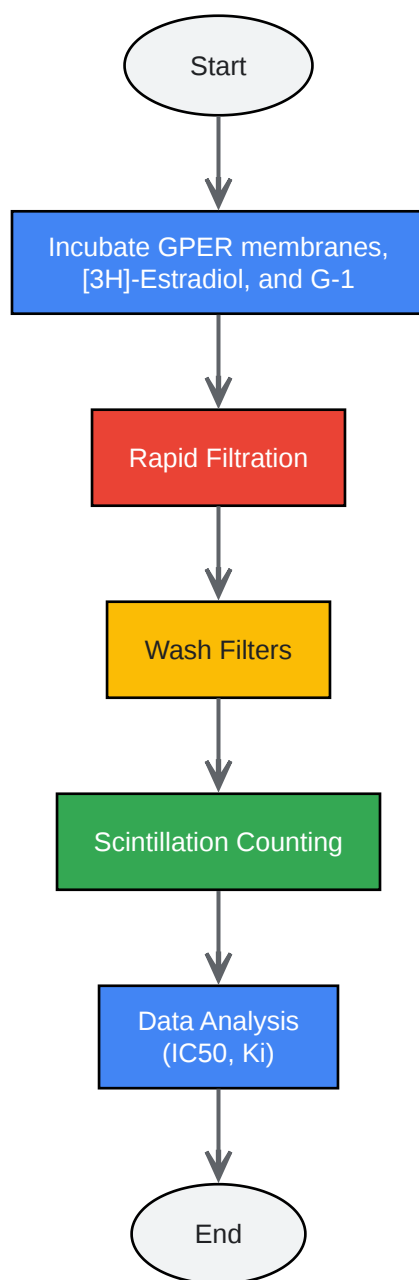 Start
Incubate GPER membranes,
[3H]-Estradiol, and G-1
Rapid Filtration
Wash Filters
Scintillation Counting
Data Analysis
(IC50, Ki)
End